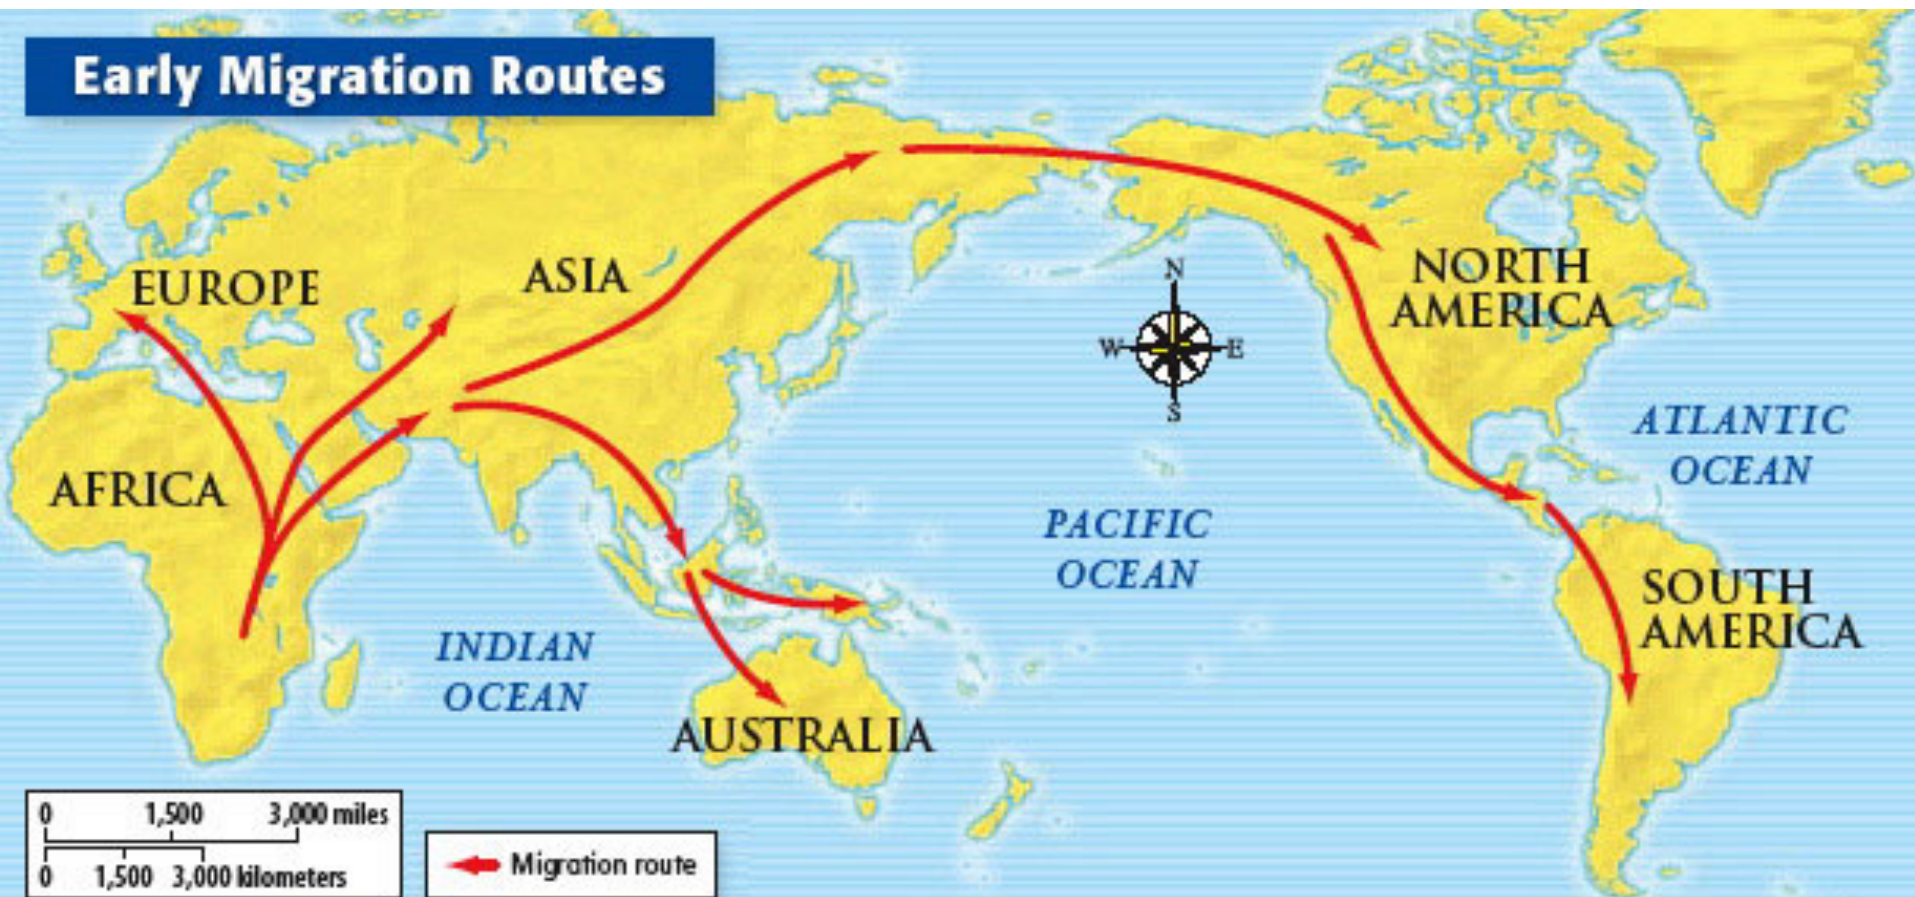 Early Migration Routes
EUROPE
ASIA
NORTH
AMERICA
N
W E
S
AFRICA
ATLANTIC
OCEAN
PACIFIC
OCEAN
SOUTH
AMERICA
INDIAN
OCEAN
AUSTRALIA
0 1,500 3,000 miles
0 1,500 3,000 kilometers
Migration route